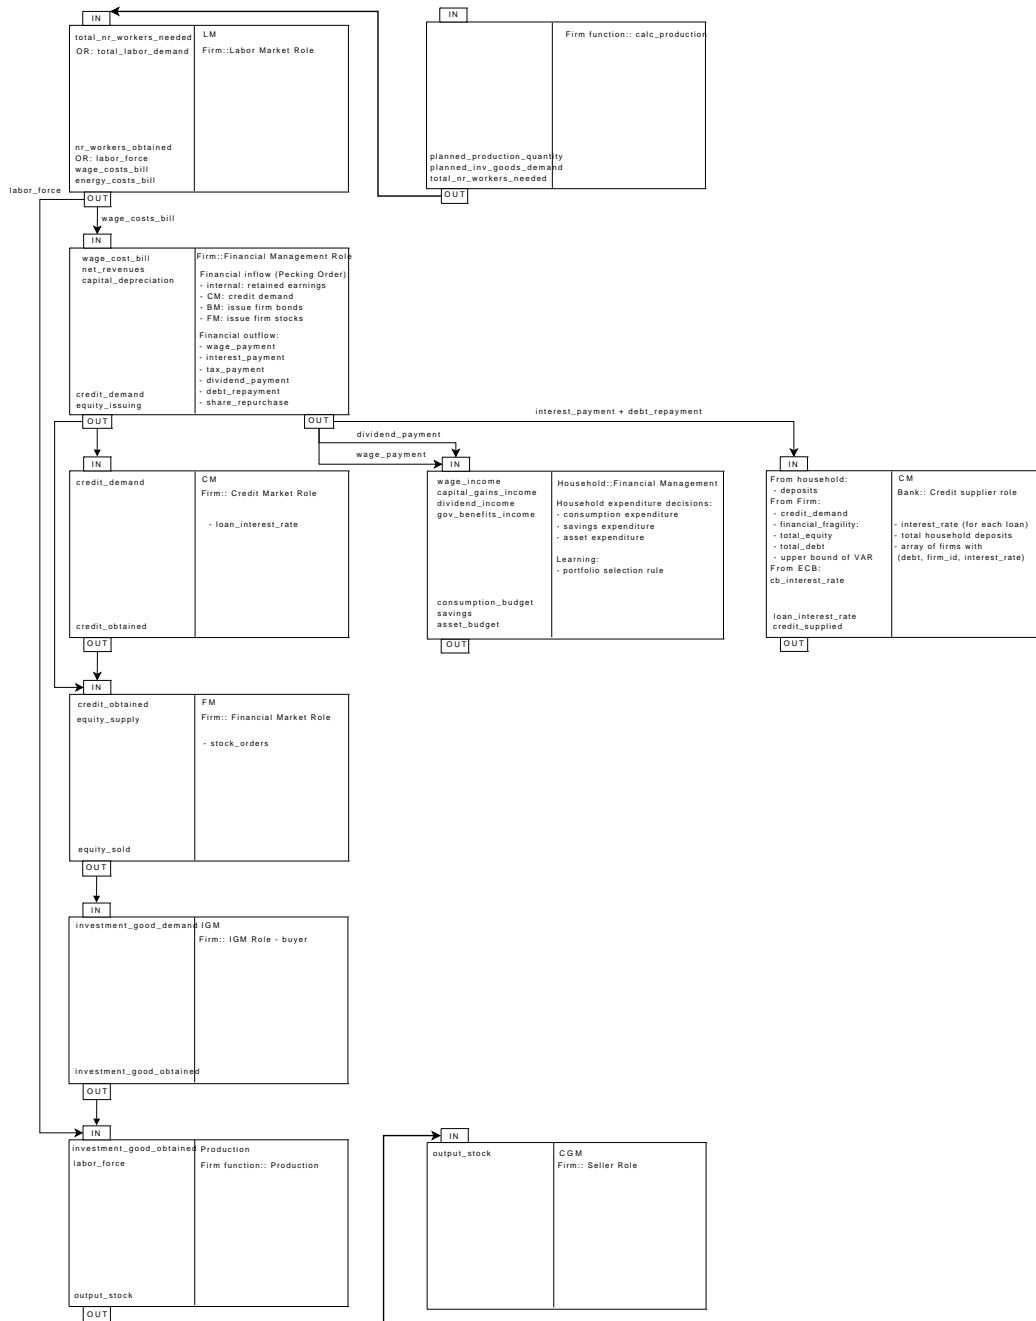 IN
total_nr_workers_needed
OR: total_labor_demand
LM
Firm::Labor Market Role
nr_workers_obtained
OR: labor_force
wage_costs_bill
energy_costs_bill
OUT
IN
Firm function:: calc_production
planned_production_quantity
planned_inv_goods_demand
total_nr_workers_needed
OUT
labor_force
wage_costs_bill
IN
wage_cost_bill
net_revenues
capital_depreciation
Firm::Financial Management Role
Financial inflow (Pecking Order):
- internal: retained earnings
- CM: credit demand
- BM: issue firm bonds
- FM: issue firm stocks
Financial outflow:
- wage_payment
- interest_payment
- tax_payment
- dividend_payment
- debt_repayment
- share_repurchase
credit_demand
equity_issuing
OUT
OUT
dividend_payment
wage_payment
interest_payment + debt_repayment
IN
credit_demand
CM
Firm:: Credit Market Role
- loan_interest_rate
credit_obtained
OUT
IN
wage_income
capital_gains_income
dividend_income
gov_benefits_income
Household::Financial Management
Household expenditure decisions:
- consumption expenditure
- savings expenditure
- asset expenditure
Learning:
- portfolio selection rule
consumption_budget
savings
asset_budget
OUT
IN
From household:
- deposits
From Firm:
- credit_demand
- financial_fragility:
- total_equity
- total_debt
- upper bound of VAR
From ECB:
cb_interest_rate
CM
Bank:: Credit supplier role
- interest_rate (for each loan)
- total household deposits
- array of firms with
(debt, firm_id, interest_rate)
loan_interest_rate
credit_supplied
OUT
IN
credit_obtained
equity_supply
FM
Firm:: Financial Market Role
- stock_orders
equity_sold
OUT
IN
investment_good_demand
IGM
Firm:: IGM Role - buyer
investment_good_obtained
OUT
IN
investment_good_obtained
labor_force
Production
Firm function:: Production
output_stock
OUT
IN
output_stock
CGM
Firm:: Seller Role